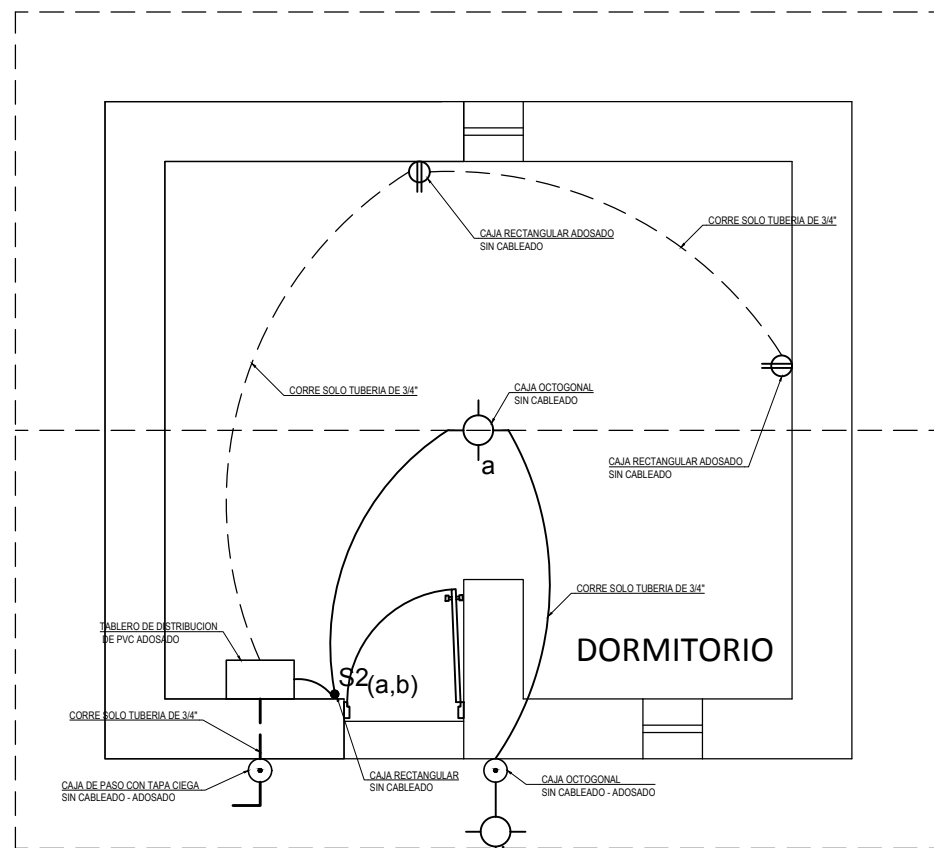 CAJA RECTANGULAR ADOSADO
SIN CABLEADO
CORRE SOLO TUBERIA DE 3/4"
CORRE SOLO TUBERIA DE 3/4"
CAJA OCTOGONAL
SIN CABLEADO
a
CAJA RECTANGULAR ADOSADO
SIN CABLEADO
CORRE SOLO TUBERIA DE 3/4"
TABLERO DE DISTRIBUCION
DE PVC ADOSADO
DORMITORIO
S2(a,b)
CORRE SOLO TUBERIA DE 3/4"
CAJA DE PASO CON TAPA CIEGA
SIN CABLEADO - ADOSADO
CAJA RECTANGULAR
SIN CABLEADO
CAJA OCTOGONAL
SIN CABLEADO - ADOSADO